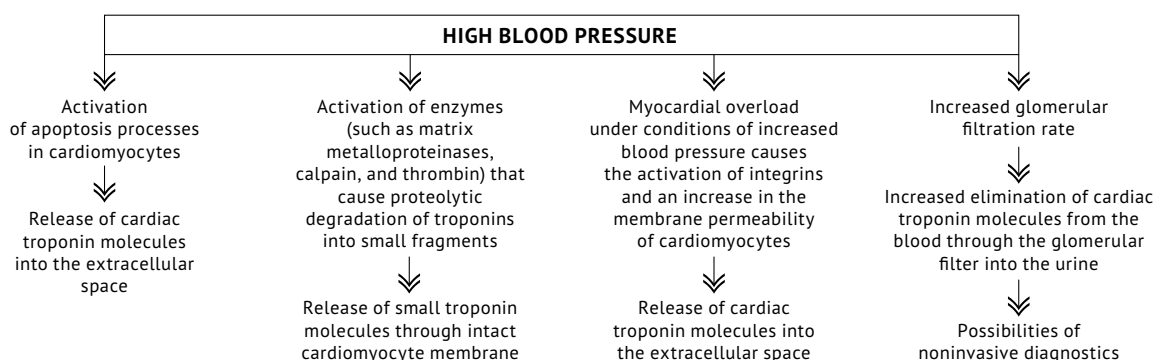 HIGH BLOOD PRESSURE
Activation
of apoptosis processes
in cardiomyocytes
Release of cardiac
troponin molecules
into the extracellular
space
Activation of enzymes
(such as matrix
metalloproteinases,
calpain, and thrombin) that
cause proteolytic
degradation of troponins
into small fragments
Release of small troponin
molecules through intact
cardiomyocyte membrane
Myocardial overload
under conditions of increased
blood pressure causes
the activation of integrins
and an increase in the
membrane permeability
of cardiomyocytes
Release of cardiac
troponin molecules into
the extracellular space
Increased glomerular
filtration rate
Increased elimination of cardiac
troponin molecules from the
blood through the glomerular
filter into the urine
Possibilities of
noninvasive diagnostics